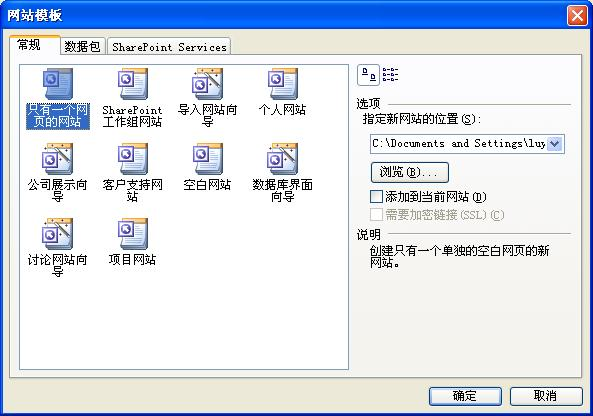 网站模板
常规
数据包
SharePoint Services
只有一个网
页的网站
SharePoint
工作组网站
导入网站向
导
个人网站
公司展示向
导
客户支持网
站
空白网站
数据库界面
向导
讨论网站向
导
项目网站
选项
指定新网站的位置(S):
C:\Documents and Settings\luy
浏览(R)...
添加到当前网站(D)
需要加密链接(SSL)(C)
说明
创建只有一个单独的空白网页的新
网站。
确定
取消